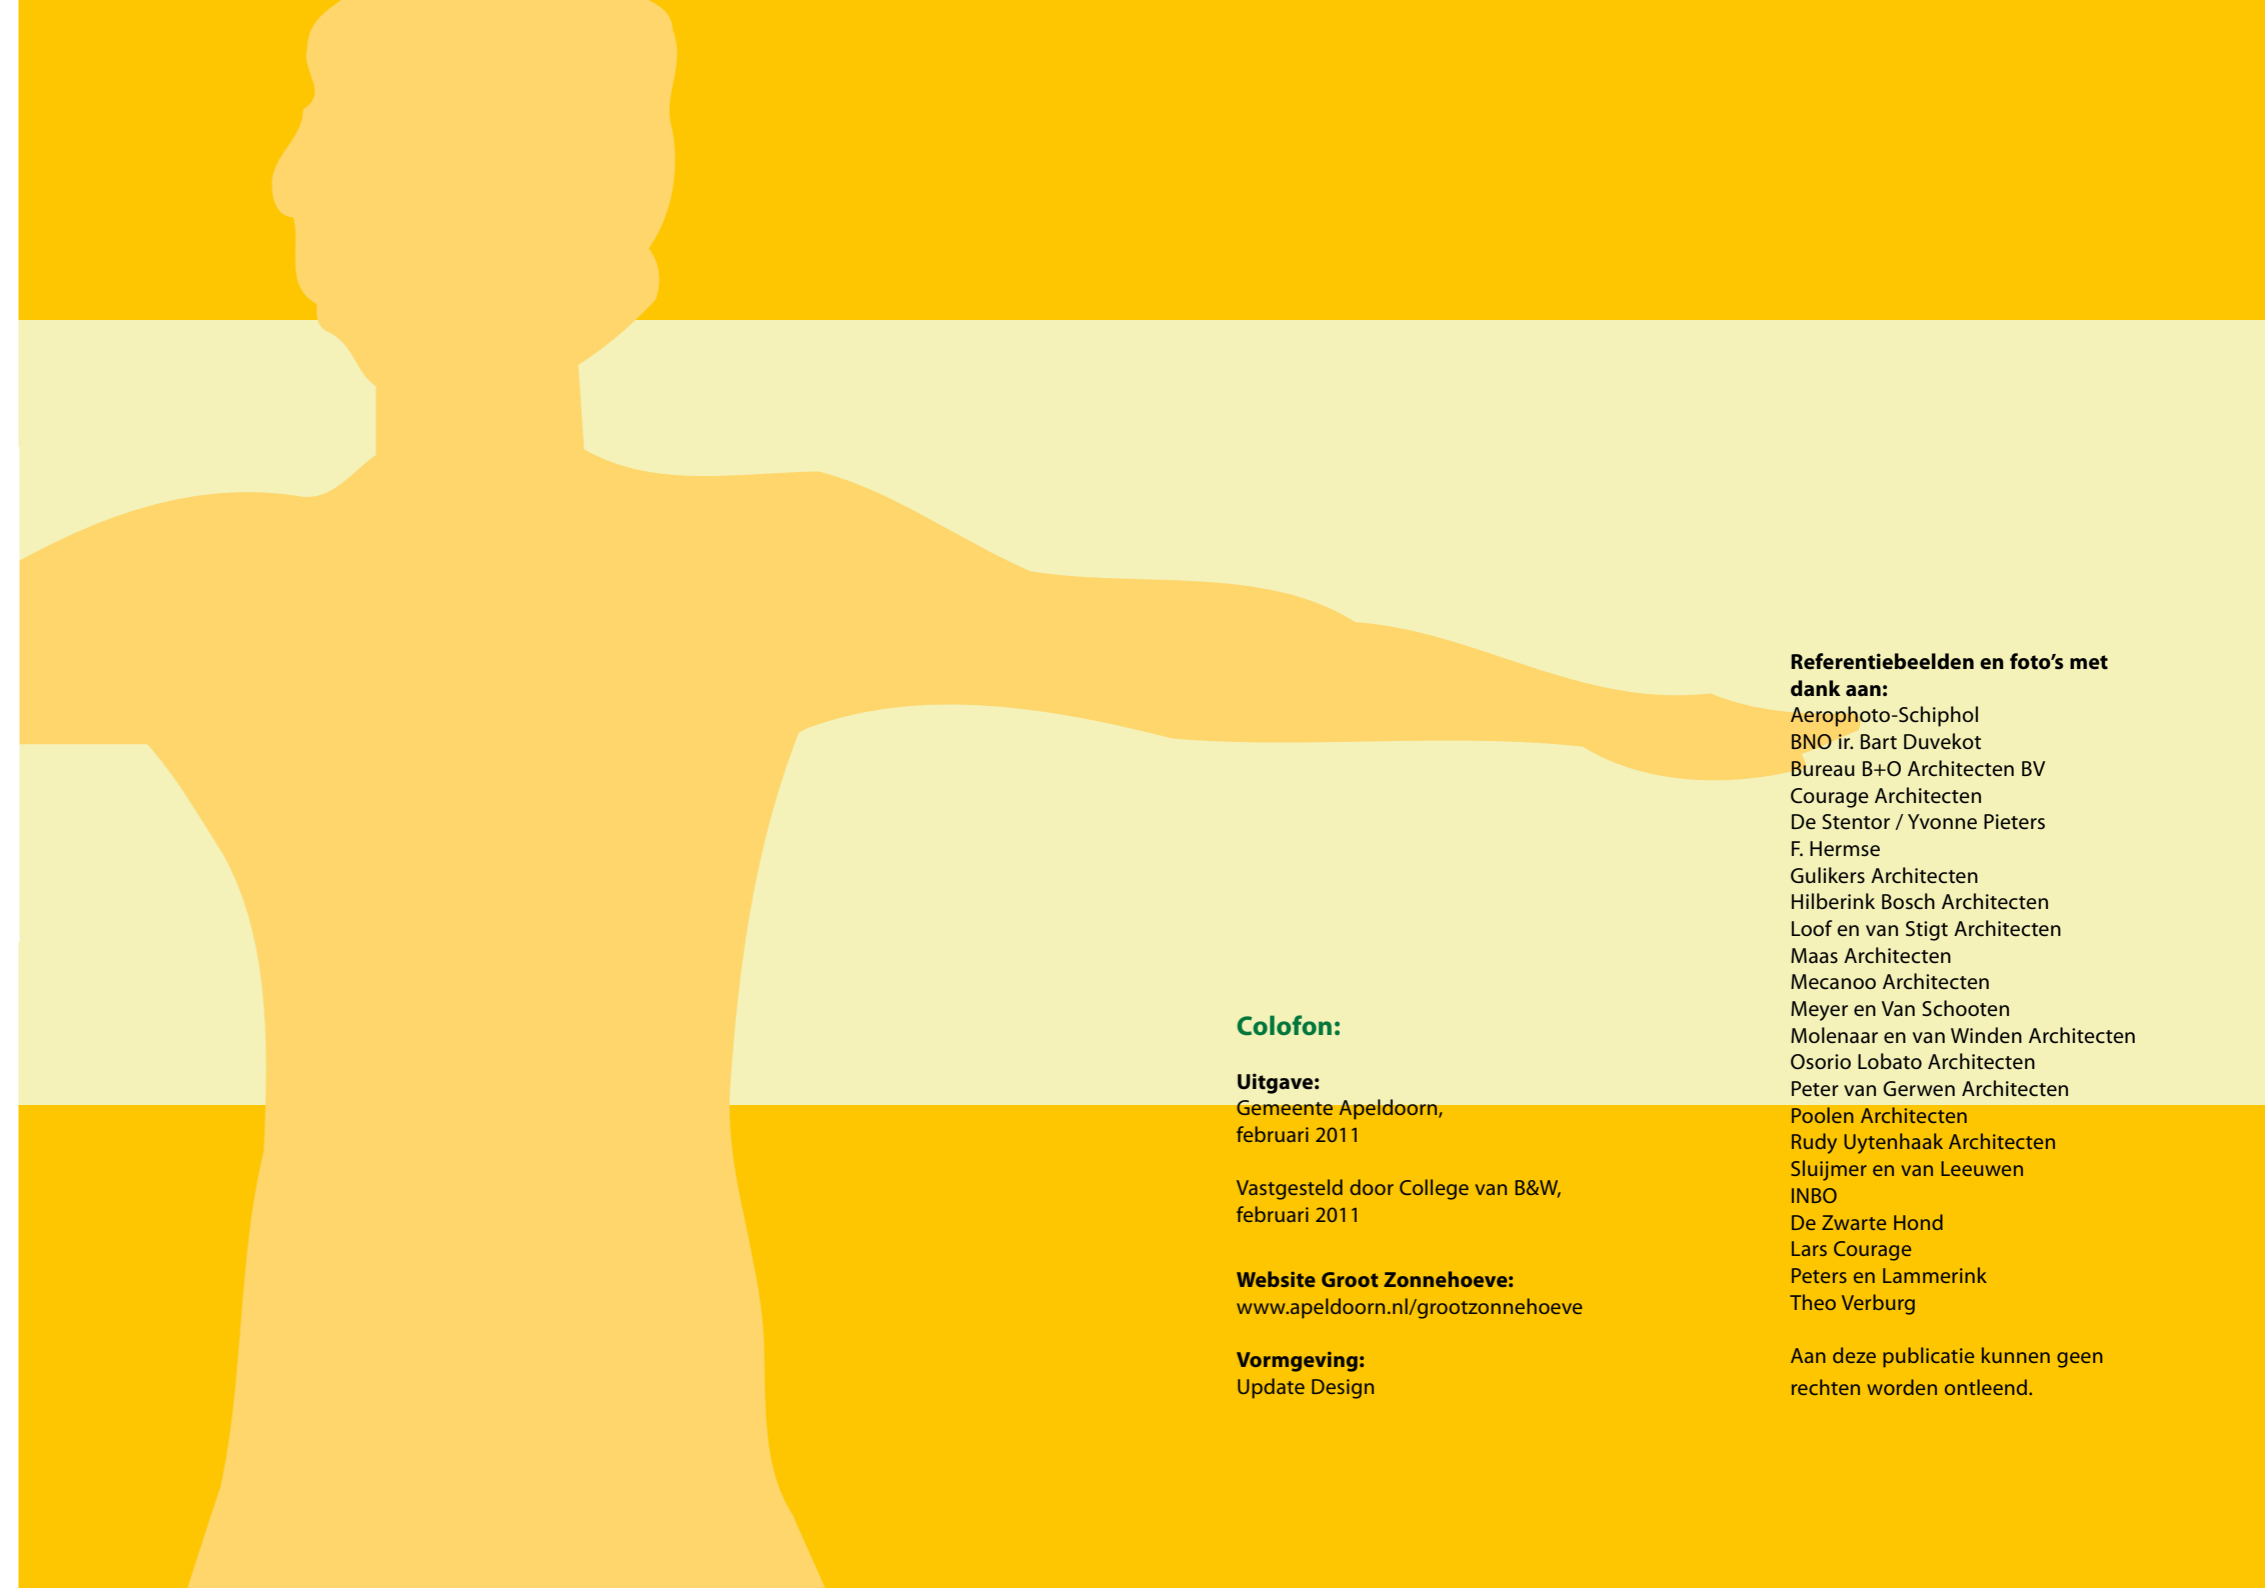 Colofon:
Uitgave:
Gemeente Apeldoorn,
februari 2011
Vastgesteld door College van B&W,
februari 2011
Website Groot Zonnehoeve:
www.apeldoorn.nl/grootzonnehoeve
Vormgeving:
Update Design
Referentiebeelden en foto’s met
dank aan:
Aerophoto-Schiphol
BNO ir. Bart Duvekot
Bureau B+O Architecten BV
Courage Architecten
De Stentor / Yvonne Pieters
F. Hermse
Gulikers Architecten
Hilberink Bosch Architecten
Loof en van Stigt Architecten
Maas Architecten
Mecanoo Architecten
Meyer en Van Schooten
Molenaar en van Winden Architecten
Osorio Lobato Architecten
Peter van Gerwen Architecten
Poolen Architecten
Rudy Uytenhaak Architecten
Sluijmer en van Leeuwen
INBO
De Zwarte Hond
Lars Courage
Peters en Lammerink
Theo Verburg
Aan deze publicatie kunnen geen
rechten worden ontleend.